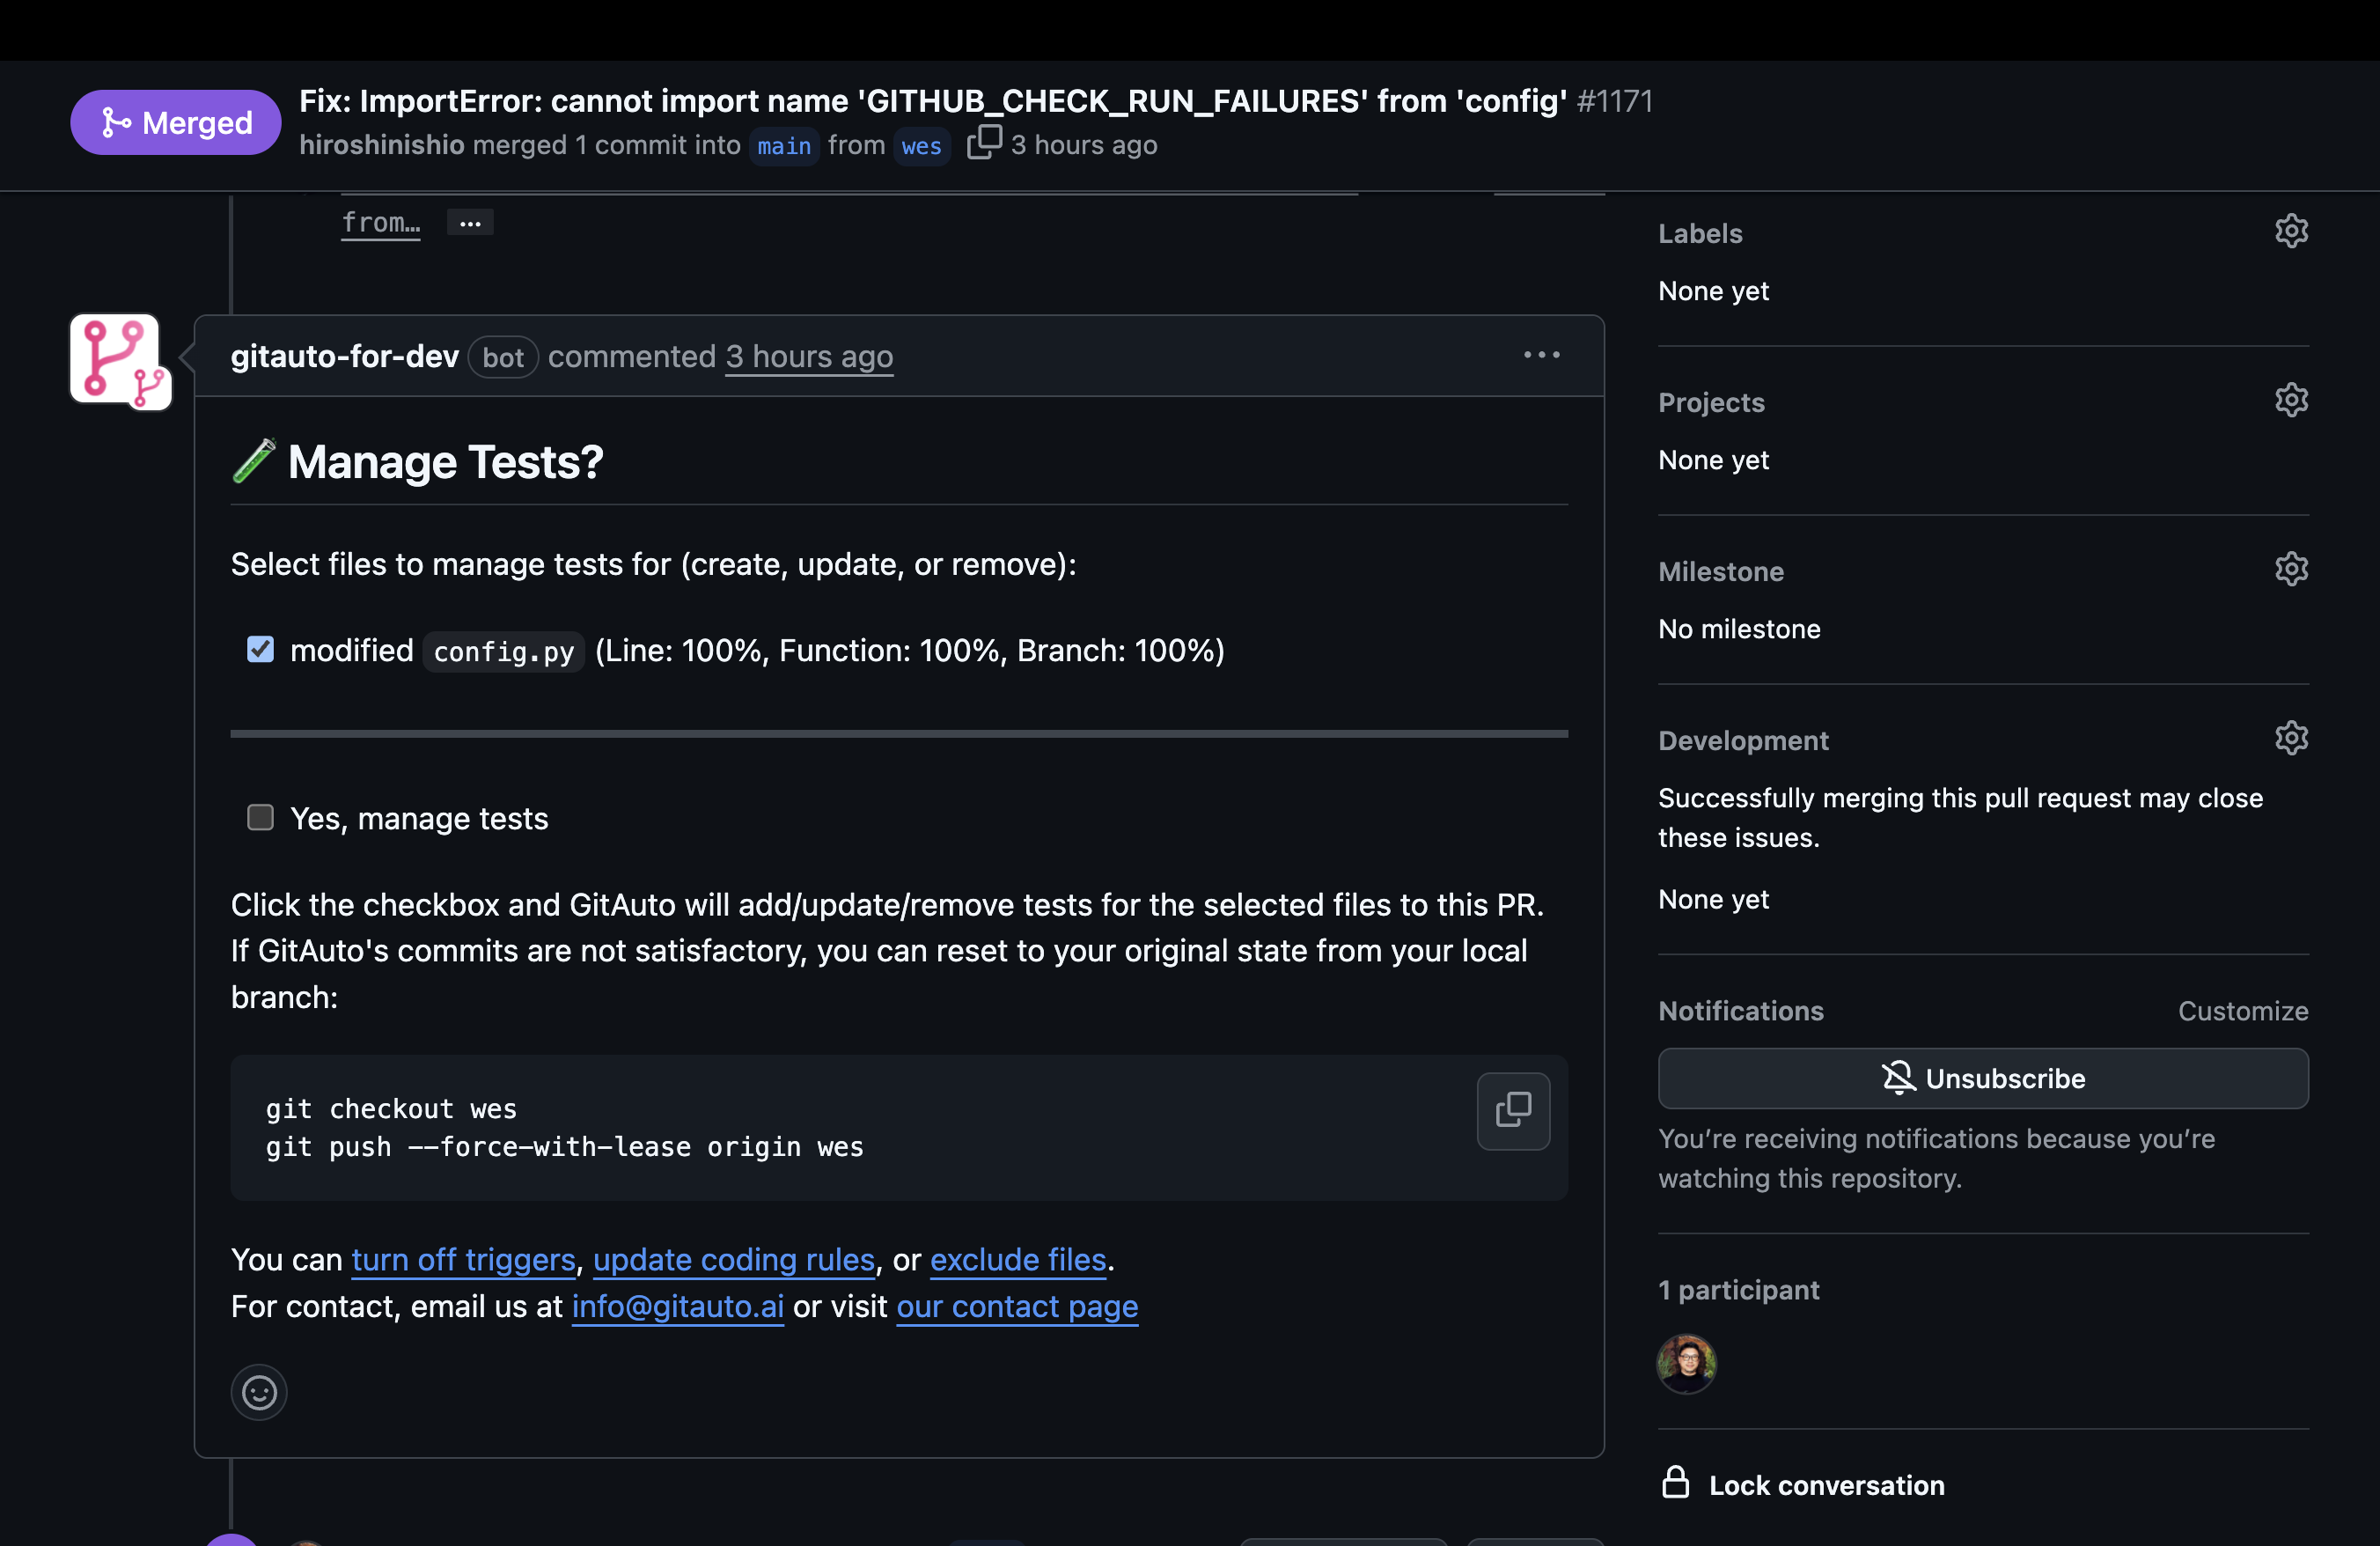 Merged
Fix: ImportError: cannot import name 'GITHUB_CHECK_RUN_FAILURES' from 'config' #1171
hiroshinishio merged 1 commit into main from wes 3 hours ago
from… …
gitauto-for-dev bot commented 3 hours ago
Manage Tests?
Select files to manage tests for (create, update, or remove):
modified config.py (Line: 100%, Function: 100%, Branch: 100%)
Yes, manage tests
Click the checkbox and GitAuto will add/update/remove tests for the selected files to this PR.
If GitAuto's commits are not satisfactory, you can reset to your original state from your local
branch:
git checkout wes
git push --force-with-lease origin wes
You can turn off triggers, update coding rules, or exclude files.
For contact, email us at info@gitauto.ai or visit our contact page
Labels
None yet
Projects
None yet
Milestone
No milestone
Development
Successfully merging this pull request may close
these issues.
None yet
Notifications Customize
Unsubscribe
You’re receiving notifications because you’re
watching this repository.
1 participant
Lock conversation